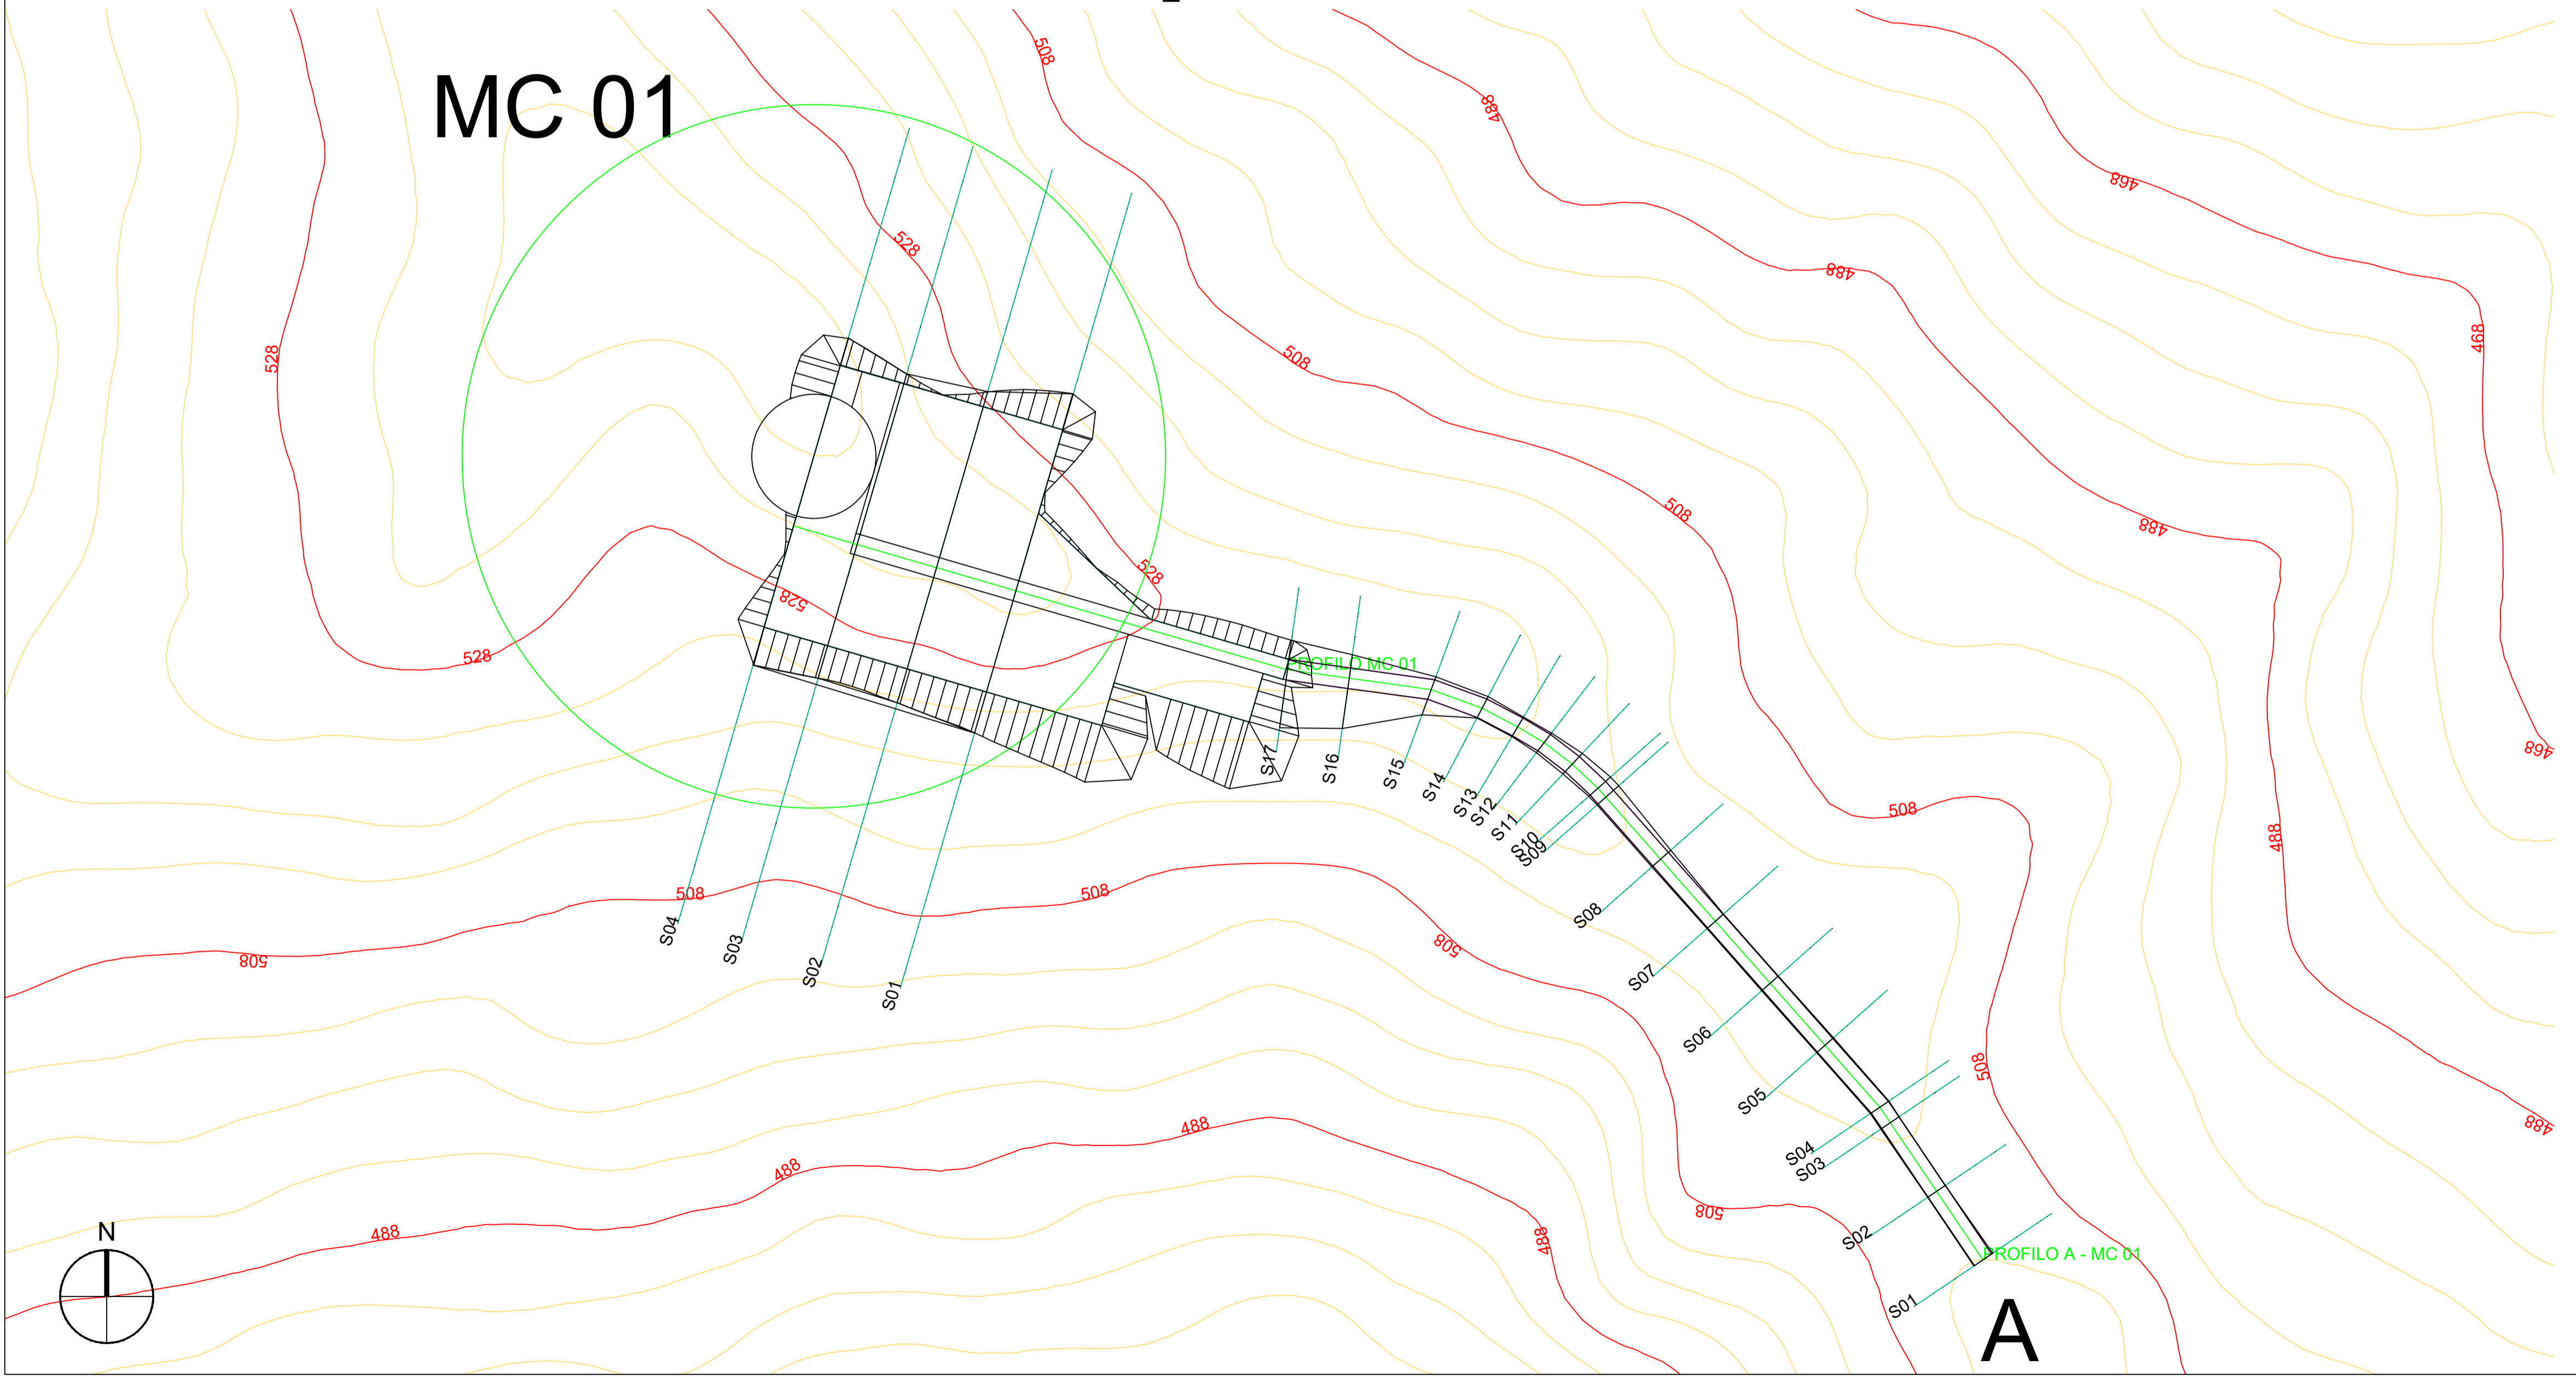 508
MC 01
488
468
528
488
468
528
508
508
488
528
528
528
PROFILO MC 01
468
S17
S16
S15
S14
S13
S12
508
S11
488
S10
S09
508
508
S08
S04
S03
508
508
S02
S07
S01
S06
508
S05
488
488
S04
488
S03
508
N
488
S02
488
PROFILO A - MC 01
S01
A